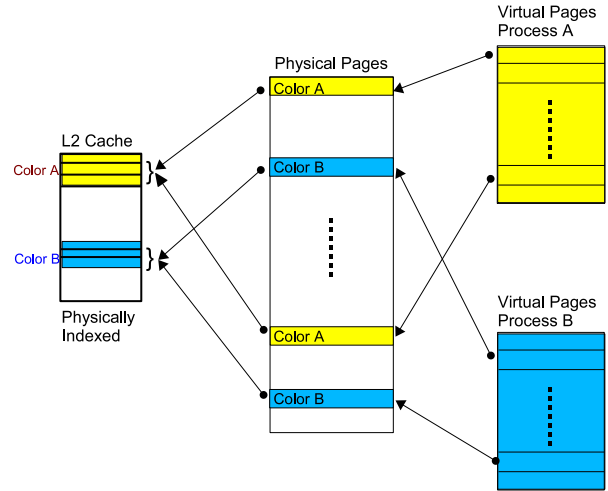 Virtual Pages
Process A
Physical Pages
Color A
L2 Cache
Color A
Color B
Color B
Physically
Indexed
Virtual Pages
Process B
Color A
Color B